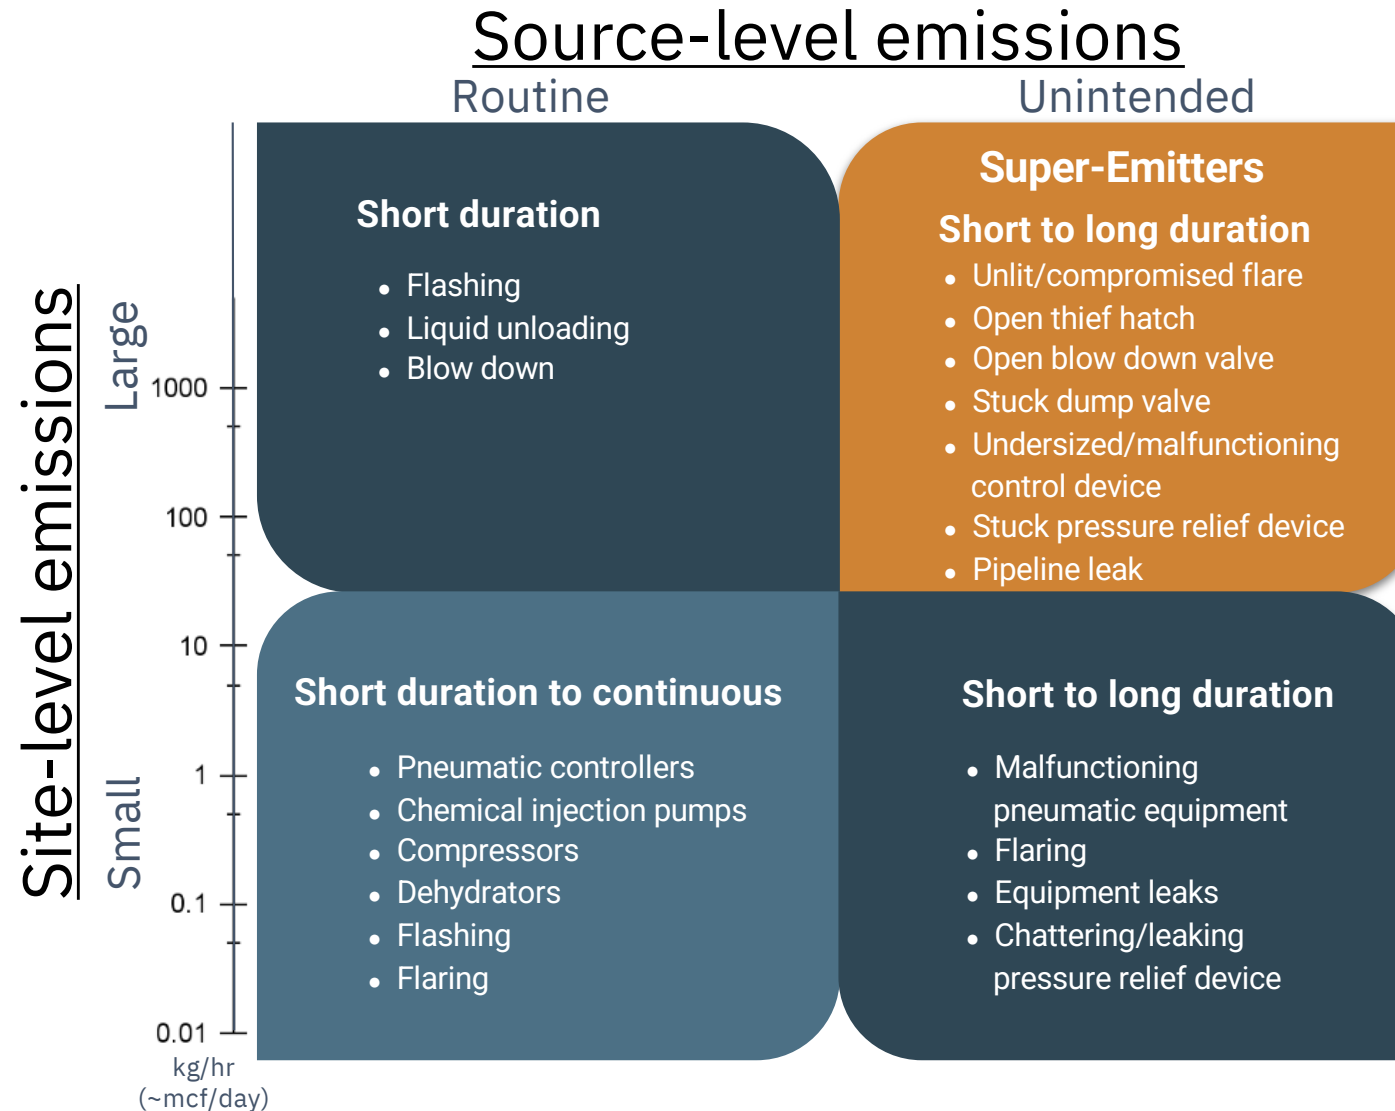 Source-level emissions
Routine
Unintended
Site-level emissions
Large
Small
1000
100
10
1
0.1
0.01
kg/hr
(~mcf/day)
Short duration
• Flashing
• Liquid unloading
• Blow down
Super-Emitters
Short to long duration
• Unlit/compromised flare
• Open thief hatch
• Open blow down valve
• Stuck dump valve
• Undersized/malfunctioning
control device
• Stuck pressure relief device
• Pipeline leak
Short duration to continuous
• Pneumatic controllers
• Chemical injection pumps
• Compressors
• Dehydrators
• Flashing
• Flaring
Short to long duration
• Malfunctioning
pneumatic equipment
• Flaring
• Equipment leaks
• Chattering/leaking
pressure relief device